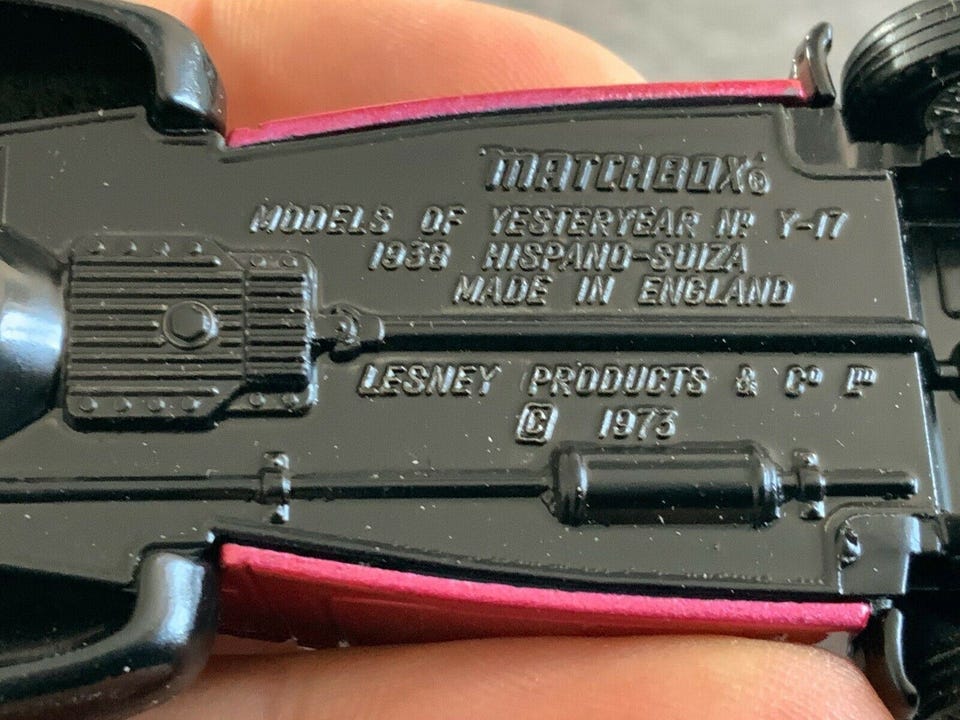 MATCHBOX®
MODELS OF YESTERYEAR Nº Y-17
1938 HISPANO-SUIZA
MADE IN ENGLAND
LESNEY PRODUCTS & Cº Lᵀᴰ
© 1973